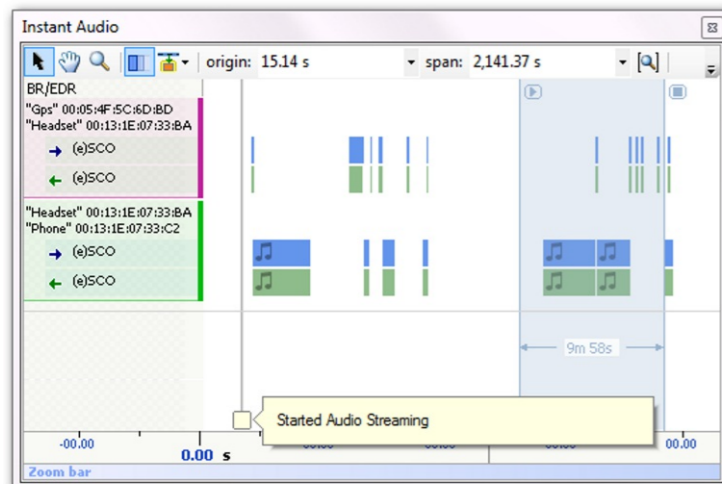 Instant Audio
origin: 15.14 s span: 2,141.37 s
BR/EDR
"Gps" 00:05:4F:5C:6D:BD
"Headset" 00:13:1E:07:33:BA
(e)SCO
(e)SCO
"Headset" 00:13:1E:07:33:BA
"Phone" 00:13:1E:07:33:C2
(e)SCO
(e)SCO
9m 58s
Started Audio Streaming
-00.00 00.00
0.00 s
Zoom bar